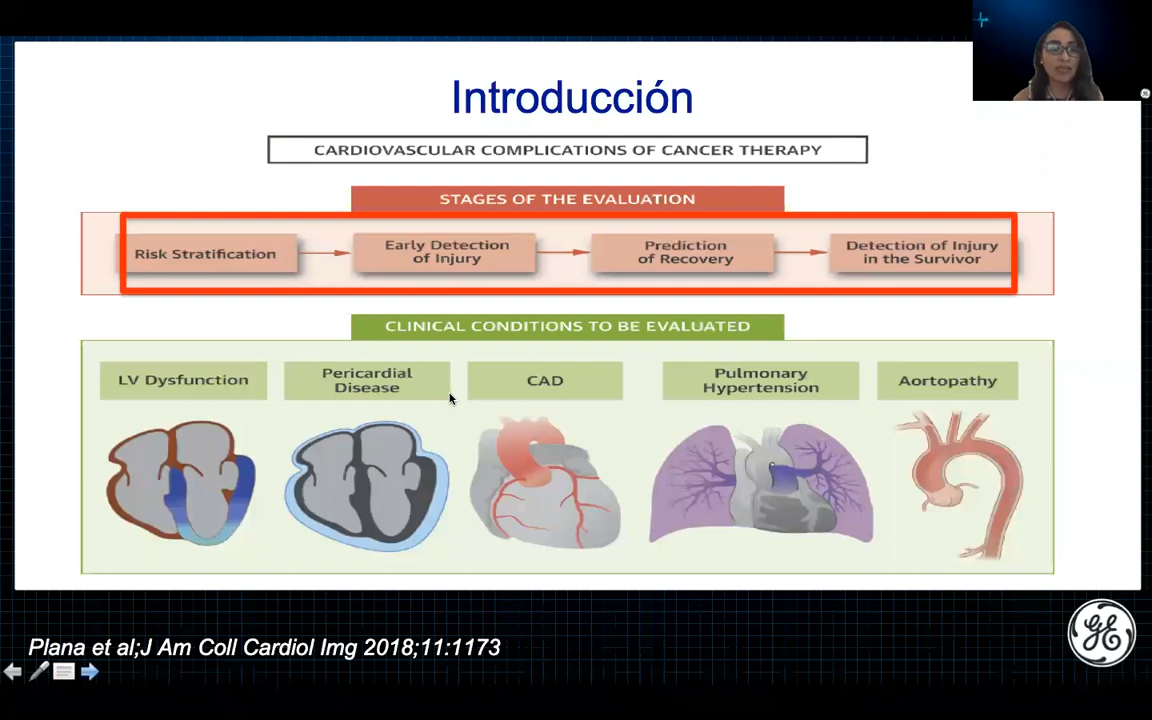 Introducción
CARDIOVASCULAR COMPLICATIONS OF CANCER THERAPY
STAGES OF THE EVALUATION
Risk Stratification
Early Detection
of Injury
Prediction
of Recovery
Detection of Injury
in the Survivor
CLINICAL CONDITIONS TO BE EVALUATED
LV Dysfunction
Pericardial
Disease
CAD
Pulmonary
Hypertension
Aortopathy
Plana et al;J Am Coll Cardiol Img 2018;11:1173
GE